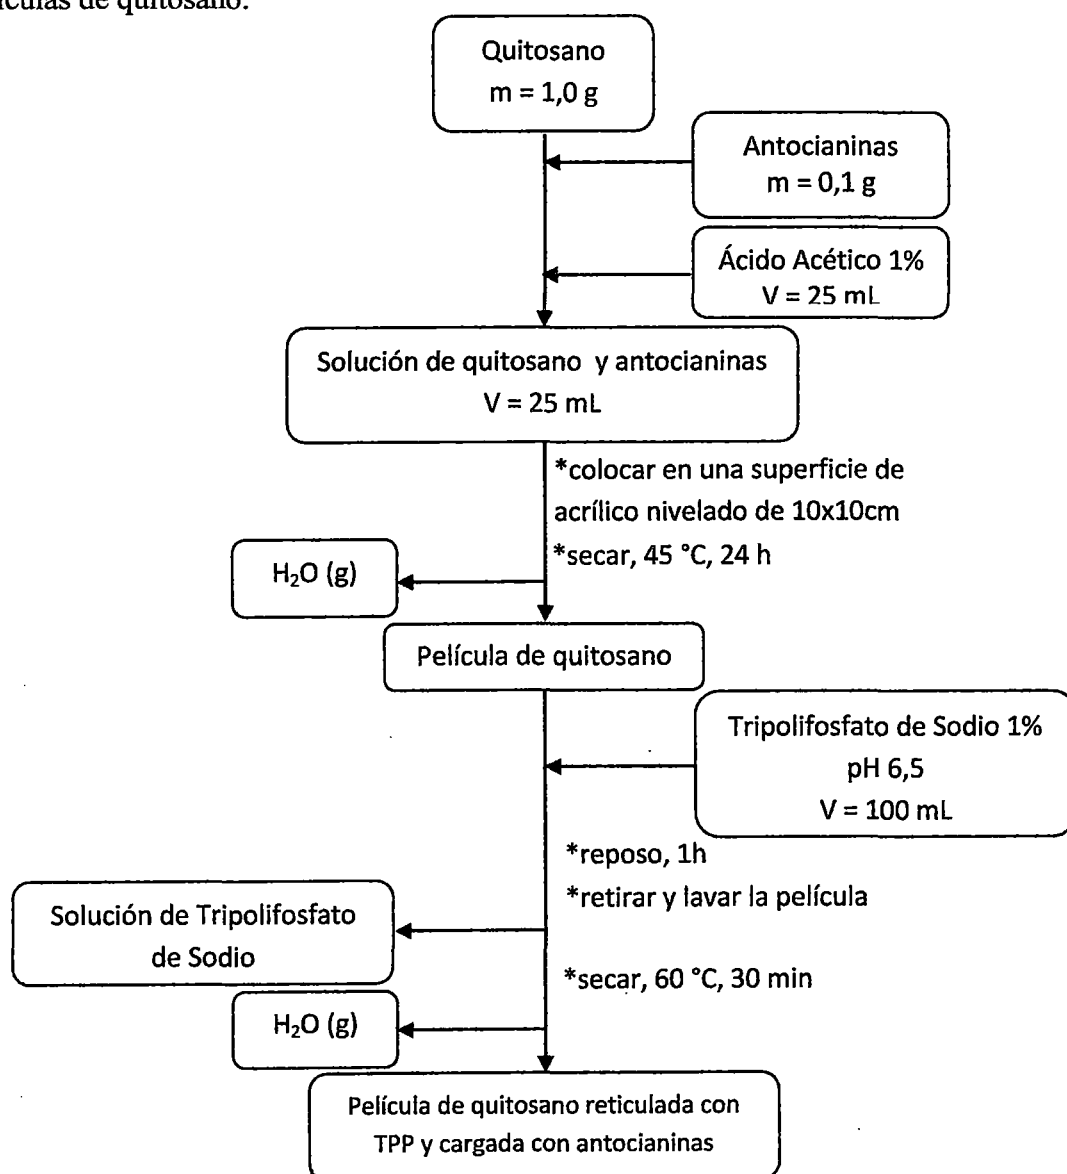 películas de quitosano.
Quitosano
m = 1,0 g
Antocianinas
m = 0,1 g
Ácido Acético 1%
V = 25 mL
Solución de quitosano y antocianinas
V = 25 mL
*colocar en una superficie de
acrílico nivelado de 10x10cm
*secar, 45 °C, 24 h
H₂O (g)
Película de quitosano
Tripolifosfato de Sodio 1%
pH 6,5
V = 100 mL
*reposo, 1h
*retirar y lavar la película
Solución de Tripolifosfato
de Sodio
*secar, 60 °C, 30 min
H₂O (g)
Película de quitosano reticulada con
TPP y cargada con antocianinas